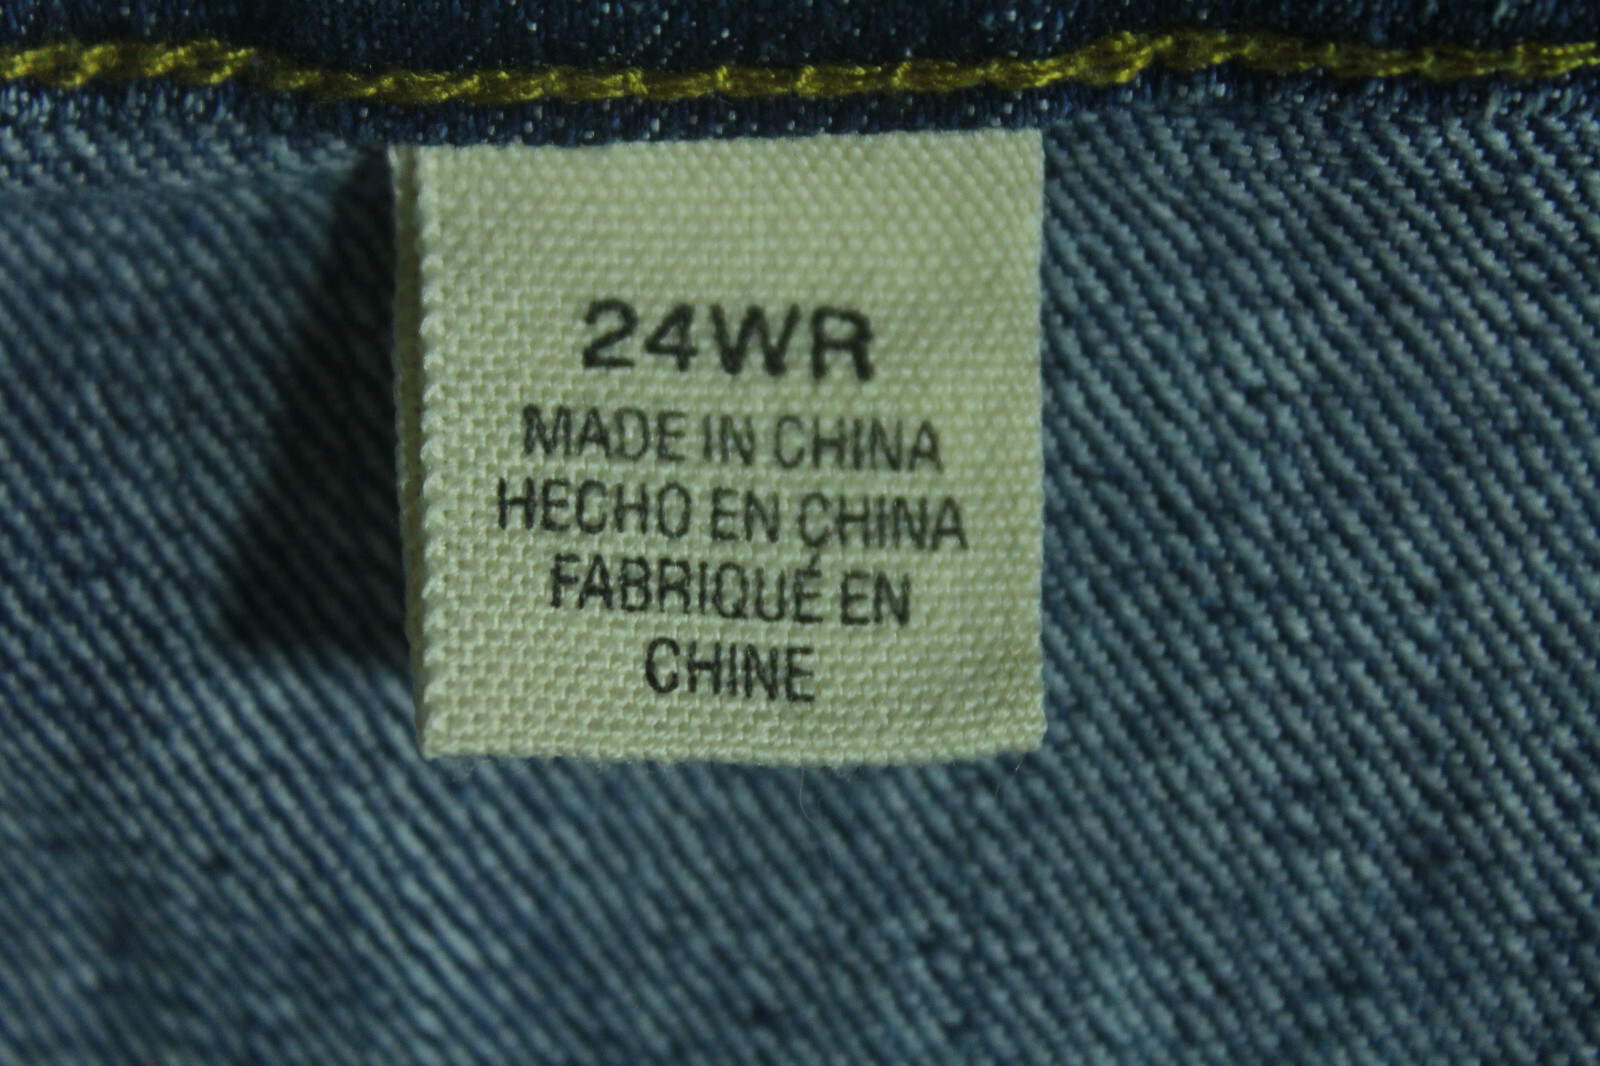 24WR
MADE IN CHINA
HECHO EN CHINA
FABRIQUÉ EN
CHINE